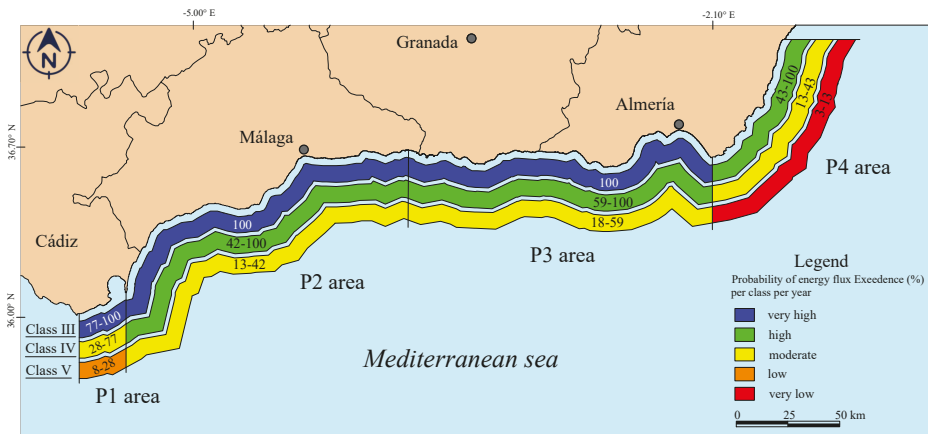 -5.00° E
-2.10° E
N
Granada
Almería
Málaga
Cádiz
36.70° N
36.00° N
43-100
13-43
3-13
P4 area
100
59-100
18-59
P3 area
100
42-100
13-42
P2 area
77-100
28-77
8-28
Class III
Class IV
Class V
P1 area
Mediterranean sea
Legend
Probability of energy flux Exeedence (%)
per class per year
very high
high
moderate
low
very low
0 25 50 km